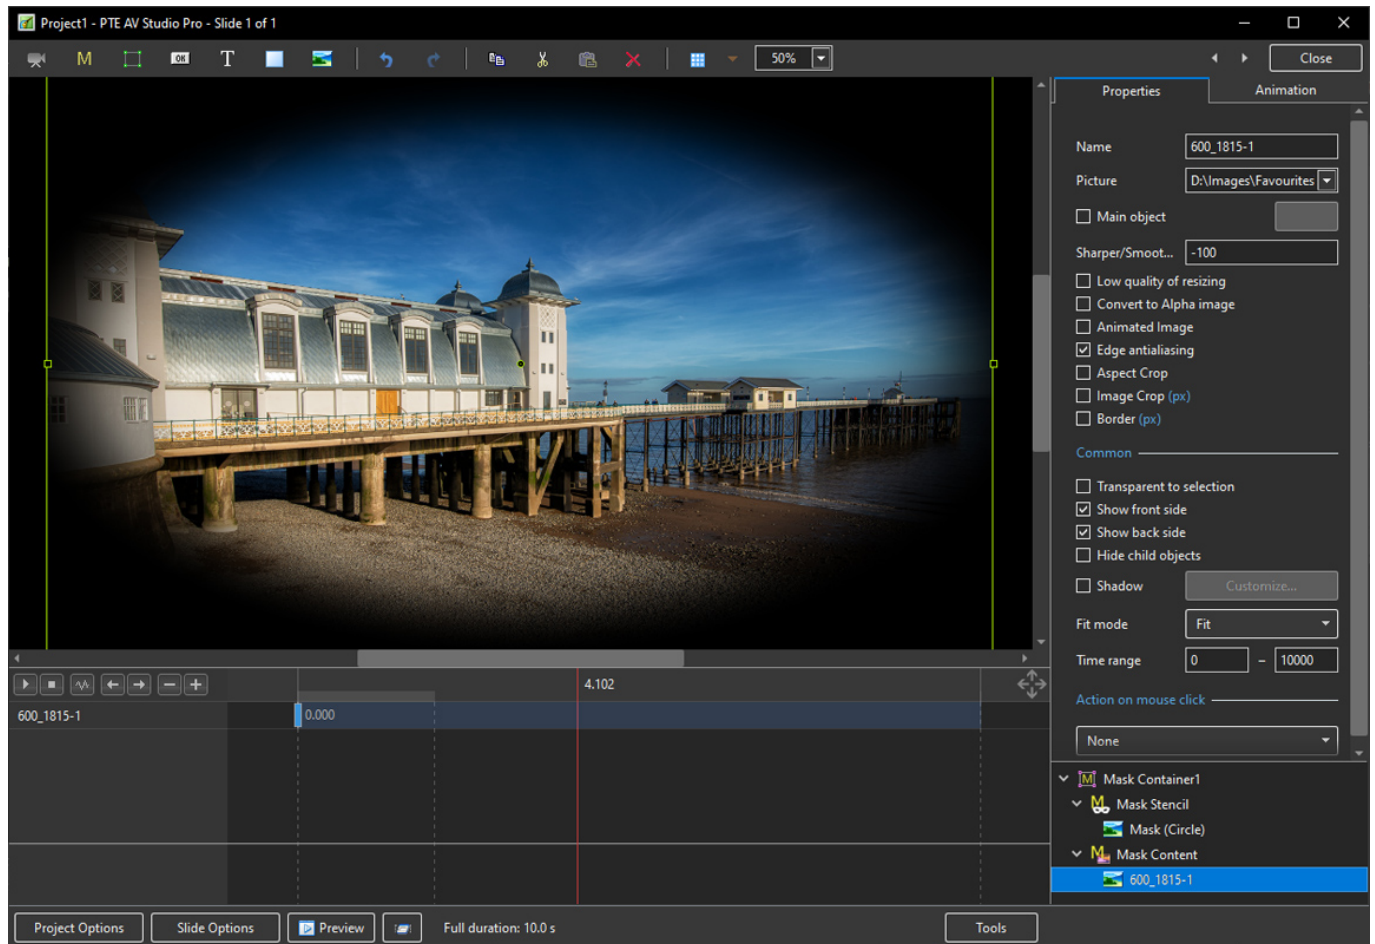 Project1 - PTE AV Studio Pro - Slide 1 of 1
M OK T 50% Close
Properties Animation
Name 600_1815-1
Picture D:\Images\Favourites
Main object
Sharper/Smoot... -100
Low quality of resizing
Convert to Alpha image
Animated Image
Edge antialiasing
Aspect Crop
Image Crop (px)
Border (px)
Common
Transparent to selection
Show front side
Show back side
Hide child objects
Shadow Customize...
Fit mode Fit
Time range 0 – 10000
Action on mouse click
None
4.102
600_1815-1 0.000
M Mask Container1
M Mask Stencil
Mask (Circle)
M Mask Content
600_1815-1
Project Options Slide Options Preview Full duration: 10.0 s Tools